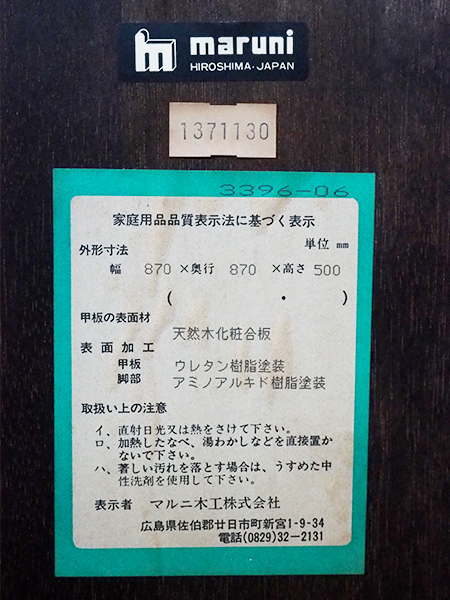 maruni
HIROSHIMA・JAPAN
1371130
3396-06
家庭用品品質表示法に基づく表示
外形寸法 単位 mm
幅 870 ×奥行 870 ×高さ 500
( ・ )
甲板の表面材
天然木化粧合板
表面加工
甲板 ウレタン樹脂塗装
脚部 アミノアルキド樹脂塗装
取扱い上の注意
イ、直射日光又は熱をさけて下さい。
ロ、加熱したなべ、湯わかしなどを直接置か
ないで下さい。
ハ、著しい汚れを落とす場合は、うすめた中
性洗剤を使用して下さい。
表示者 マルニ木工株式会社
広島県佐伯郡廿日市町新宮1-9-34
電話(0829)32-2131